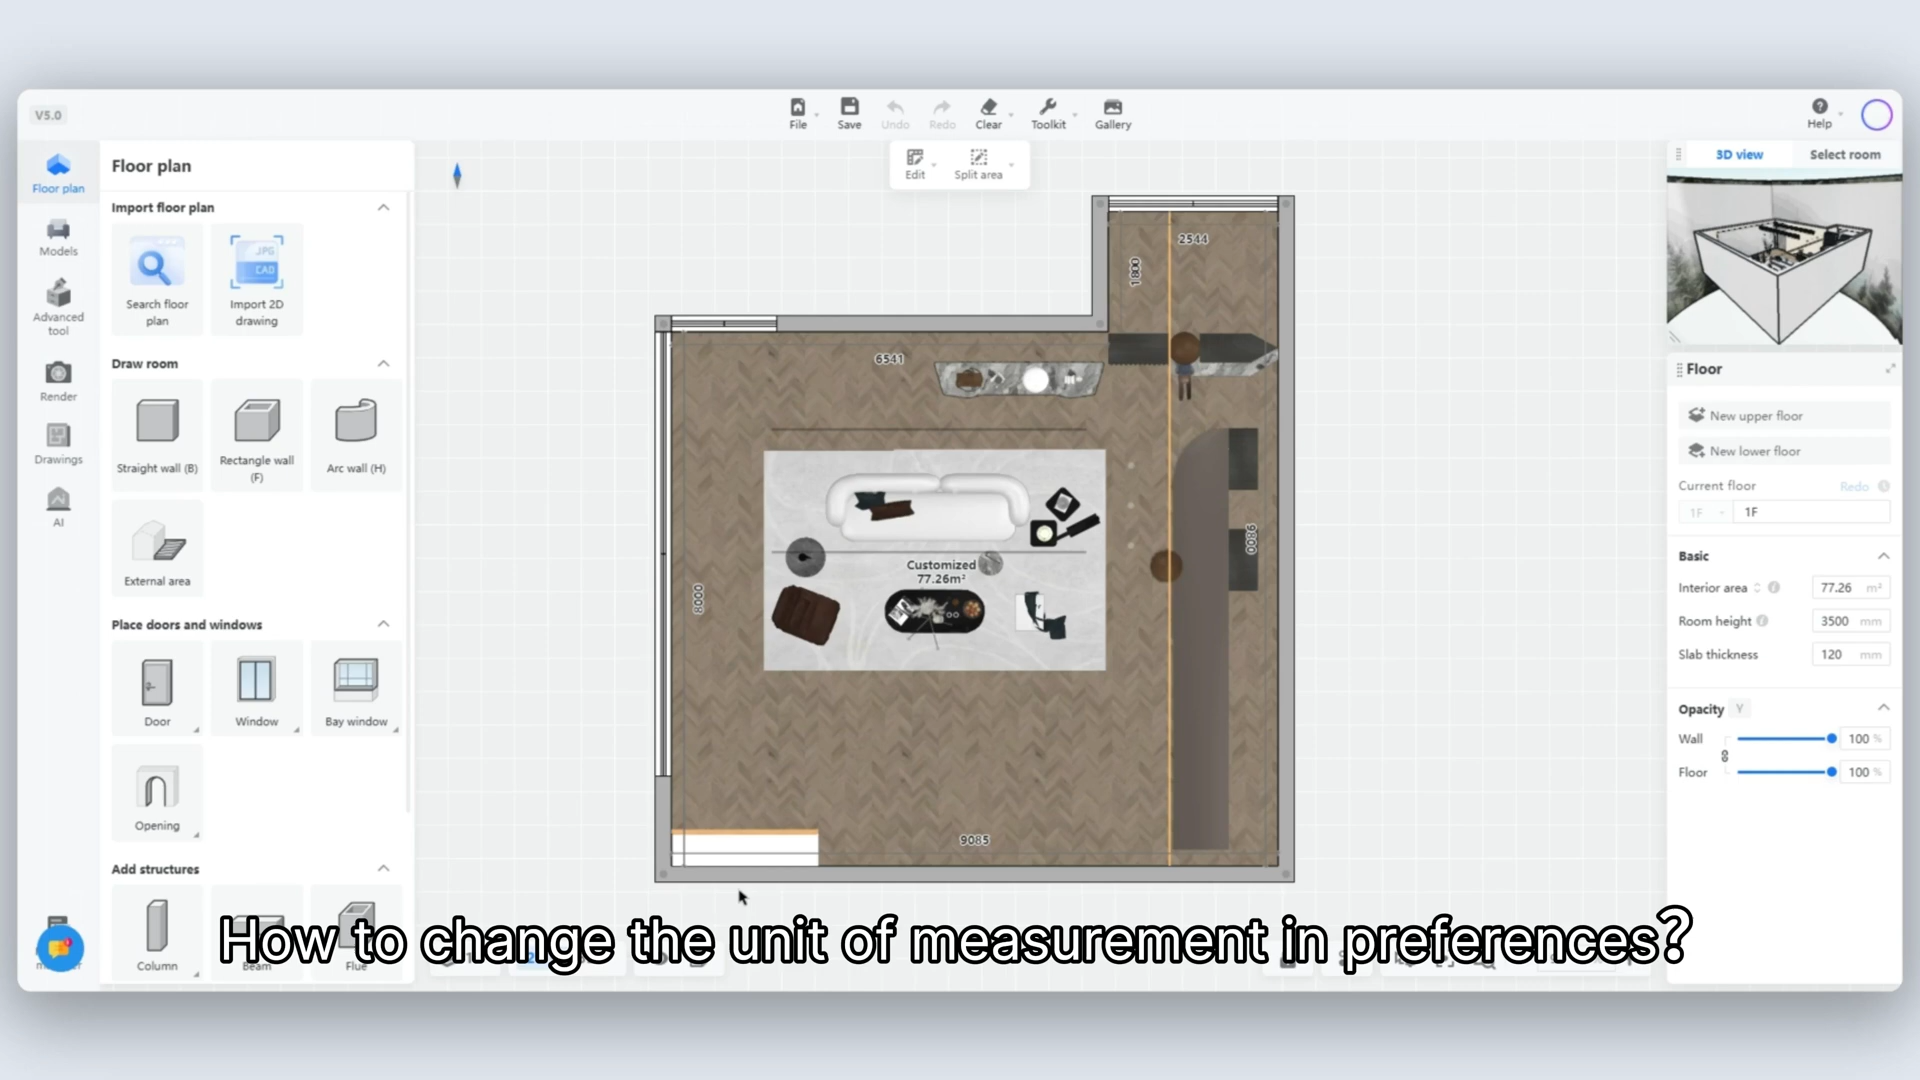 V5.0
File
Save
Undo
Redo
Clear
Toolkit
Gallery
Help
Floor plan
Models
Advanced
tool
Render
Drawings
AI
Floor plan
Import floor plan
Search floor
plan
JPG
CAD
Import 2D
drawing
Draw room
Straight wall (B)
Rectangle wall
(F)
Arc wall (H)
External area
Place doors and windows
Door
Window
Bay window
Opening
Add structures
Column
Beam
Flue
Edit
Split area
2544
1800
6541
8000
9800
9085
Customized
77.26m²
3D view
Select room
Floor
New upper floor
New lower floor
Current floor
Redo
1F
1F
Basic
Interior area
77.26 m²
Room height
3500 mm
Slab thickness
120 mm
Opacity Y
Wall
100 %
Floor
100 %
How to change the unit of measurement in preferences?